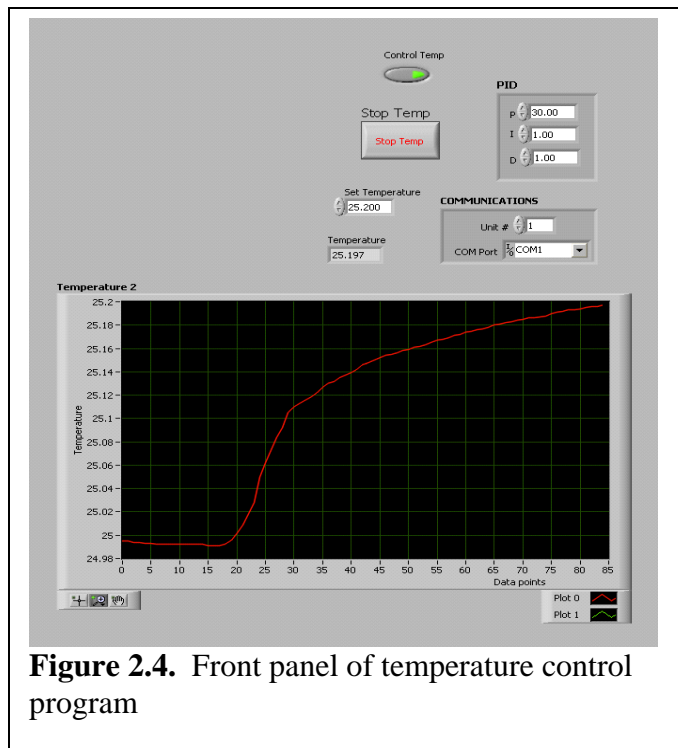 Control Temp
PID
P 30.00
Stop Temp
Stop Temp
I 1.00
D 1.00
Set Temperature
25.200
COMMUNICATIONS
Unit # 1
Temperature
25.197
COM Port I/O COM1
Temperature 2
Temperature
25.2
25.18
25.16
25.14
25.12
25.1
25.08
25.06
25.04
25.02
25
24.98
0 5 10 15 20 25 30 35 40 45 50 55 60 65 70 75 80 85
Data points
Plot 0
Plot 1
Figure 2.4. Front panel of temperature control
program